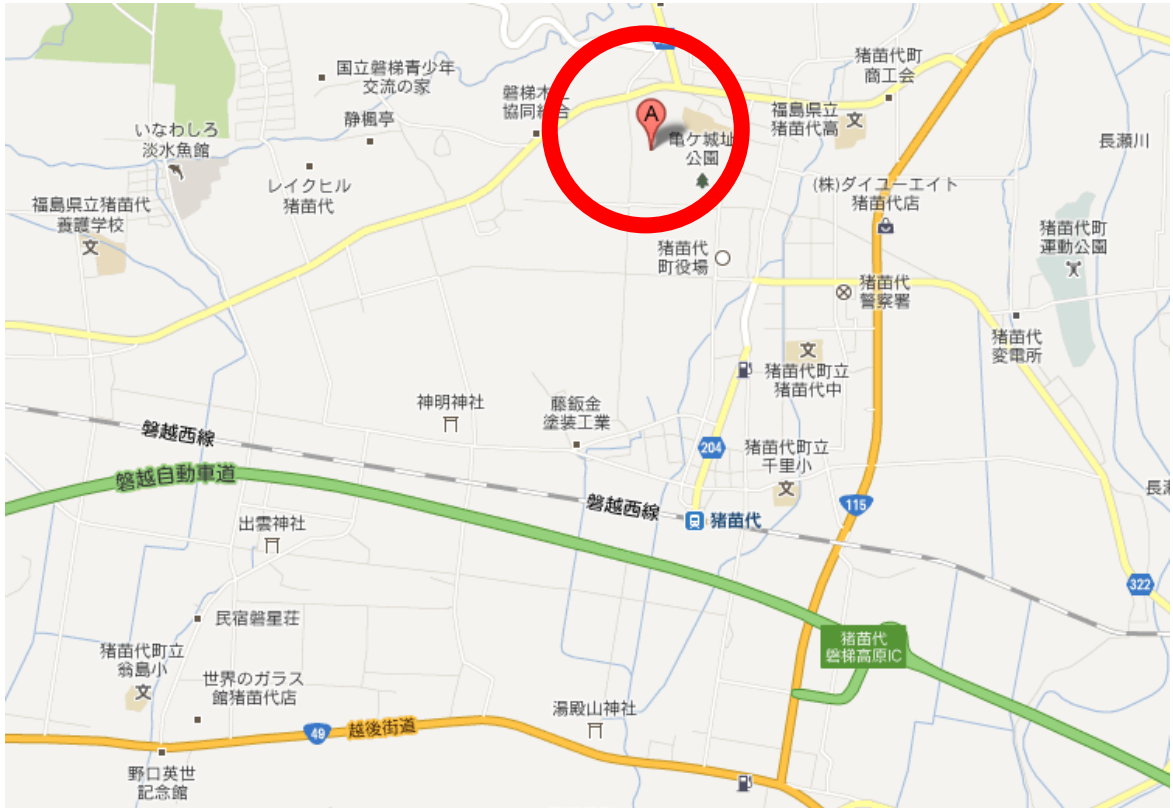 猪苗代町
商工会
国立磐梯青少年
交流の家
磐梯木工
協同組合
A
福島県立
猪苗代高
静楓亭
いなわしろ
淡水魚館
亀ケ城址
公園
長瀬川
レイクヒル
猪苗代
(株)ダイユーエイト
猪苗代店
福島県立猪苗代
養護学校
文
文
猪苗代町
運動公園
猪苗代
町役場
猪苗代
警察署
猪苗代
変電所
文
猪苗代町立
猪苗代中
神明神社
藤鈑金
塗装工業
磐越西線
204
猪苗代町立
千里小
文
磐越自動車道
磐越西線
115
猪苗代
出雲神社
322
民宿磐星荘
猪苗代
磐梯高原IC
猪苗代町立
翁島小
文
世界のガラス
館猪苗代店
湯殿山神社
49
越後街道
野口英世
記念館